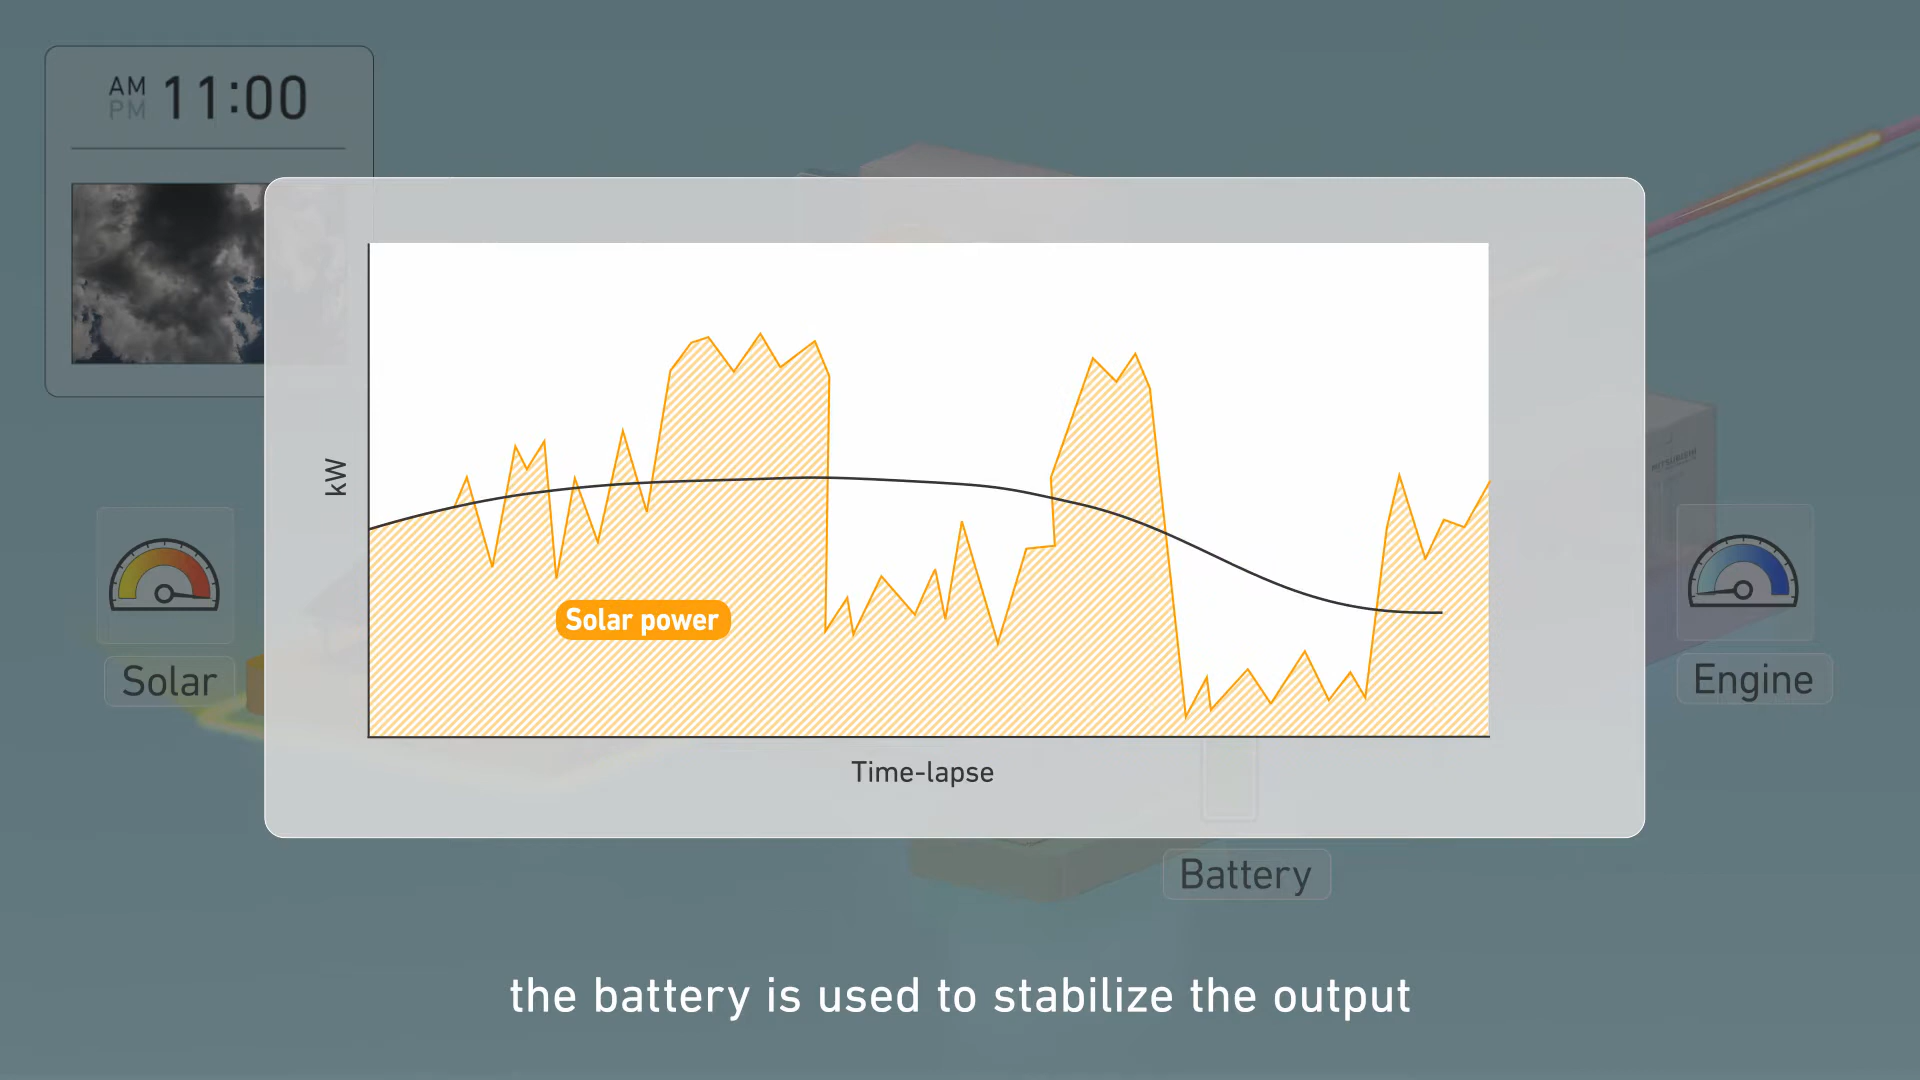 AM
PM
11:00
kW
Solar power
MITSUBISHI
Solar
Engine
Time-lapse
Battery
the battery is used to stabilize the output